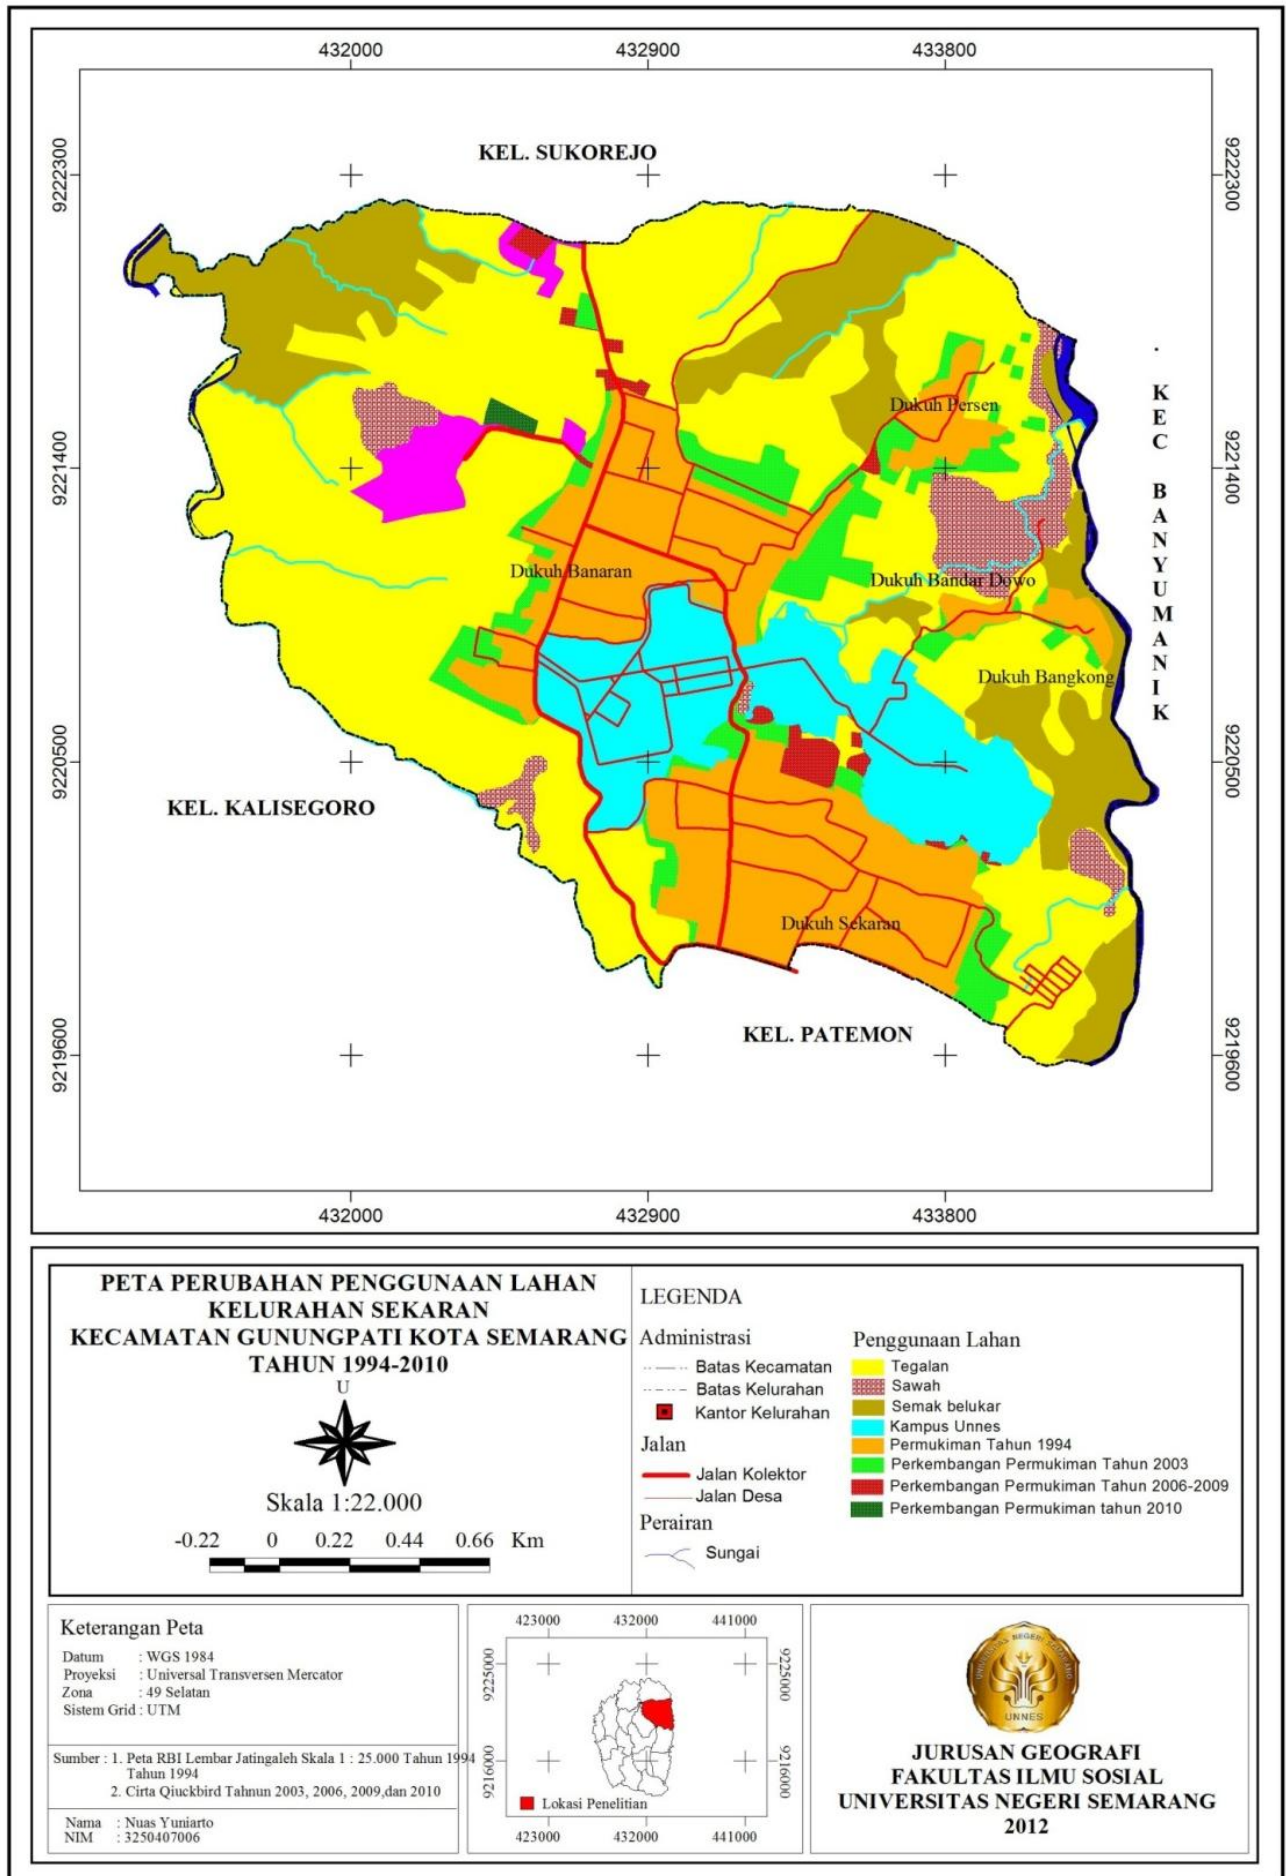 432000 432900 433800
KEL. SUKOREJO
9222300 9222300
KEC BANYUMANIK
Dukuh Persen
9221400 9221400
Dukuh Banaran
Dukuh Bandar Dowo
Dukuh Bangkong
9220500 9220500
KEL. KALISEGORO
Dukuh Sekaran
KEL. PATEMON
9219600 9219600
432000 432900 433800
PETA PERUBAHAN PENGGUNAAN LAHAN
KELURAHAN SEKARAN
KECAMATAN GUNUNGPATI KOTA SEMARANG
TAHUN 1994-2010
U
Skala 1:22.000
-0.22 0 0.22 0.44 0.66 Km
LEGENDA
Administrasi
Batas Kecamatan
Batas Kelurahan
Kantor Kelurahan
Jalan
Jalan Kolektor
Jalan Desa
Perairan
Sungai
Penggunaan Lahan
Tegalan
Sawah
Semak belukar
Kampus Unnes
Permukiman Tahun 1994
Perkembangan Permukiman Tahun 2003
Perkembangan Permukiman Tahun 2006-2009
Perkembangan Permukiman tahun 2010
Keterangan Peta
Datum : WGS 1984
Proyeksi : Universal Transversen Mercator
Zona : 49 Selatan
Sistem Grid : UTM
Sumber : 1. Peta RBI Lembar Jatingaleh Skala 1 : 25.000 Tahun 1994
Tahun 1994
2. Cirta Qiuckbird Tahnun 2003, 2006, 2009,dan 2010
Nama : Nuas Yuniarto
NIM : 3250407006
423000 432000 441000
9225000 9225000
9216000 9216000
Lokasi Penelitian
423000 432000 441000
UNIVERSITAS NEGERI SEMARANG
UNNES
JURUSAN GEOGRAFI
FAKULTAS ILMU SOSIAL
UNIVERSITAS NEGERI SEMARANG
2012